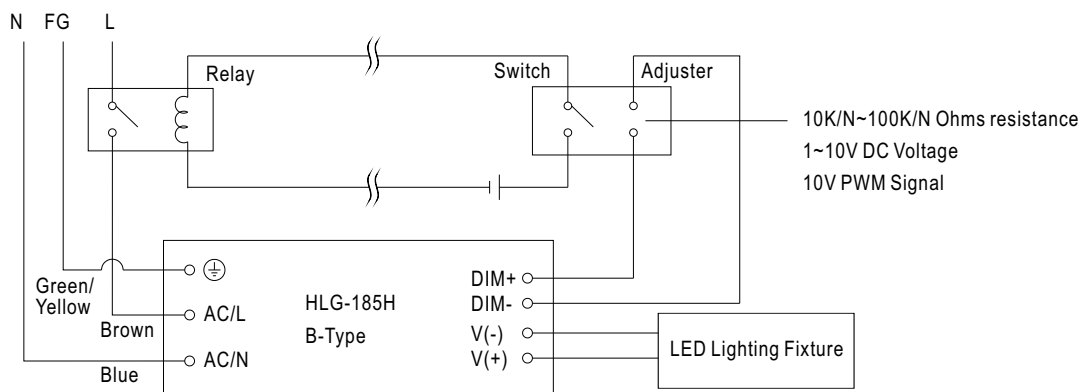 N FG L
Relay
Switch
Adjuster
10K/N~100K/N Ohms resistance
1~10V DC Voltage
10V PWM Signal
Green/
Yellow
Brown
AC/L
Blue
AC/N
HLG-185H
B-Type
DIM+
DIM-
V(-)
V(+)
LED Lighting Fixture